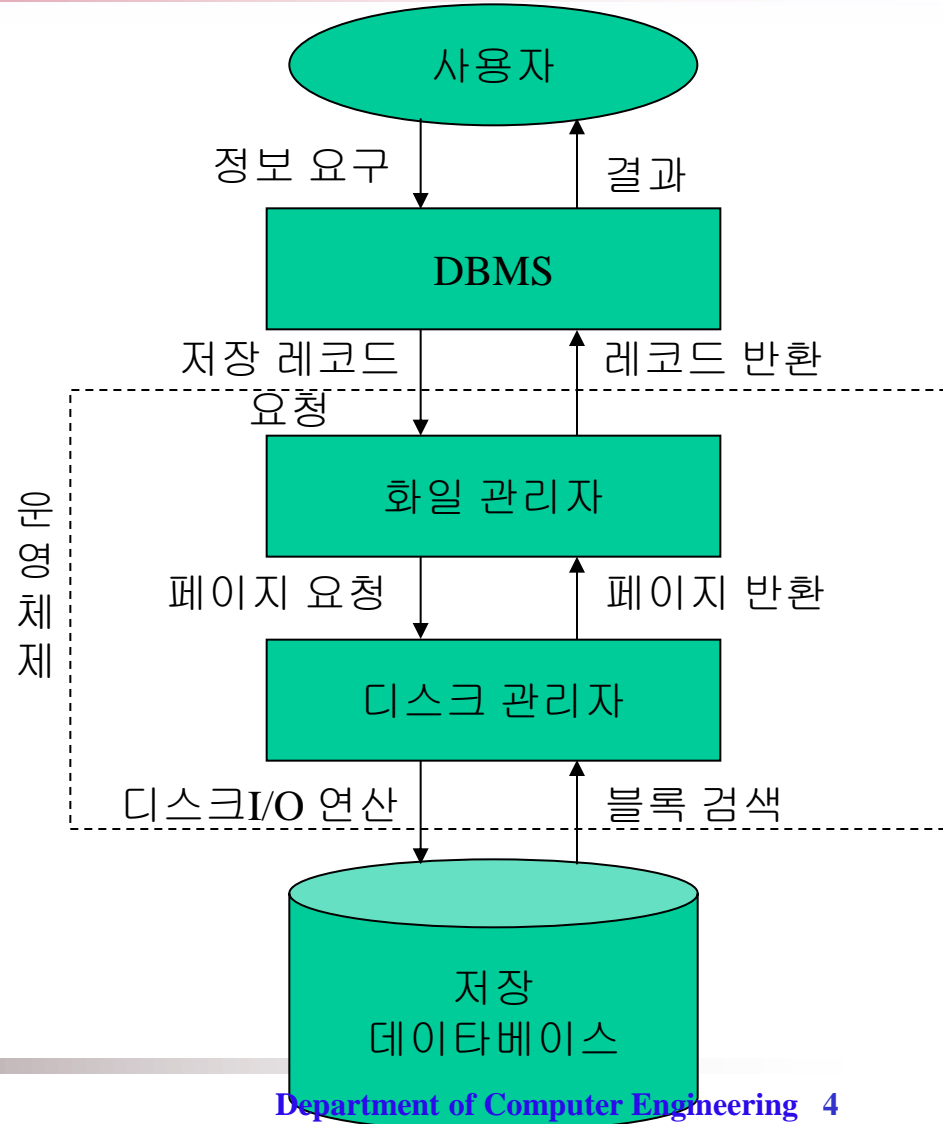 사용자
정보 요구
결과
DBMS
저장 레코드
요청
레코드 반환
운
영
체
제
화일 관리자
페이지 요청
페이지 반환
디스크 관리자
디스크I/O 연산
블록 검색
저장
데이타베이스
Department of Computer Engineering 4